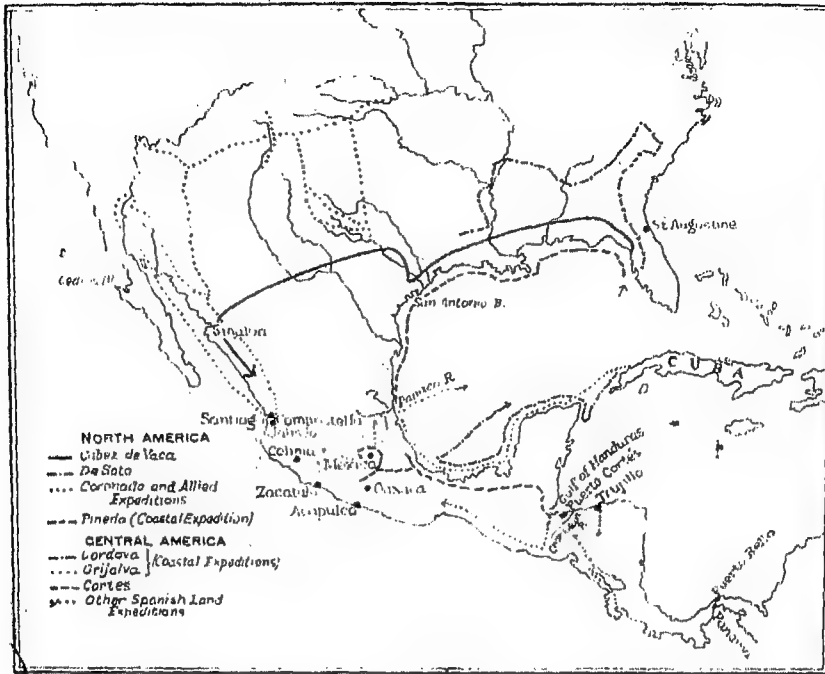 St. Augustine
San Antonio B.
Sinaloa
CUBA
Panuco R.
Santiago
Compostella
Colima
Mexico
Zacatula
Oaxaca
Acapulco
Gulf of Honduras
Puerto Cortes
Trujillo
Puerto Bello
Panama
NORTH AMERICA
Cibez de Vaca
De Soto
Coronado and Allied
Expeditions
Pineda (Coastal Expedition)
CENTRAL AMERICA
Cordova
Grijalva } (Coastal Expeditions)
Cortes
Other Spanish Land
Expeditions